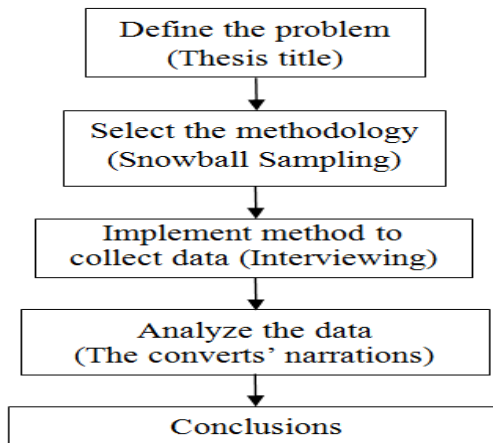 Define the problem
(Thesis title)
Select the methodology
(Snowball Sampling)
Implement method to
collect data (Interviewing)
Analyze the data
(The converts’ narrations)
Conclusions